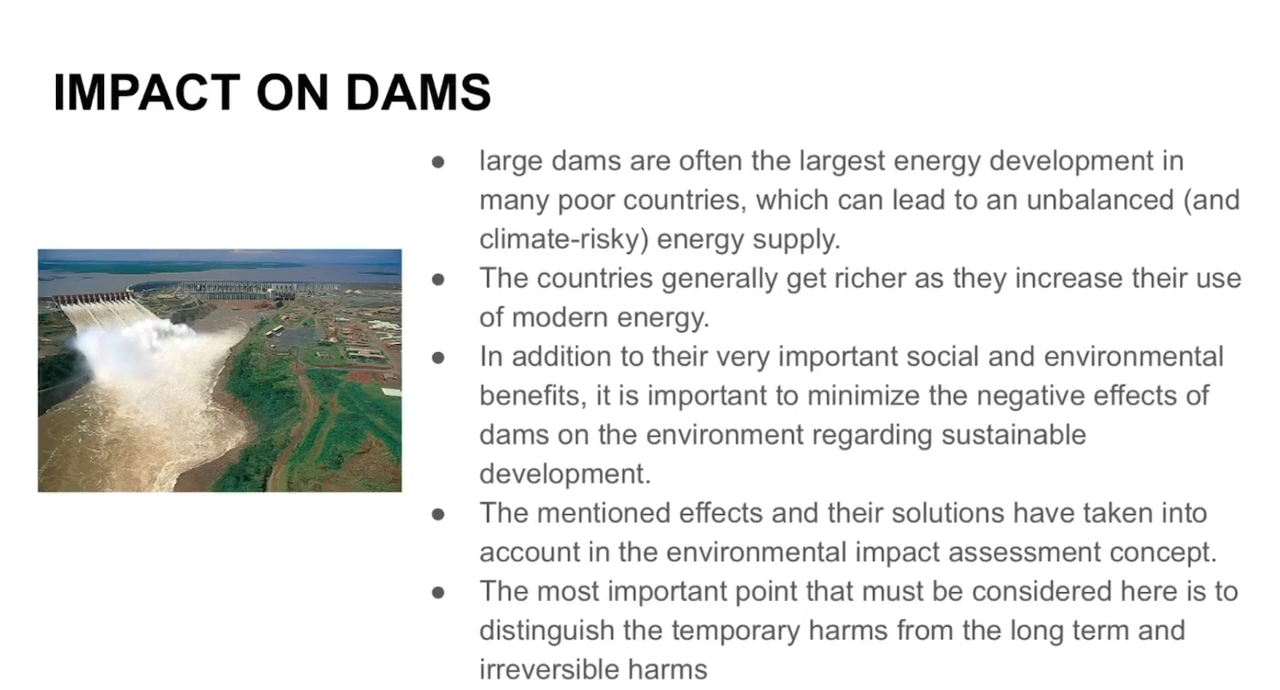 IMPACT ON DAMS
● large dams are often the largest energy development in
many poor countries, which can lead to an unbalanced (and
climate-risky) energy supply.
● The countries generally get richer as they increase their use
of modern energy.
● In addition to their very important social and environmental
benefits, it is important to minimize the negative effects of
dams on the environment regarding sustainable
development.
● The mentioned effects and their solutions have taken into
account in the environmental impact assessment concept.
● The most important point that must be considered here is to
distinguish the temporary harms from the long term and
irreversible harms